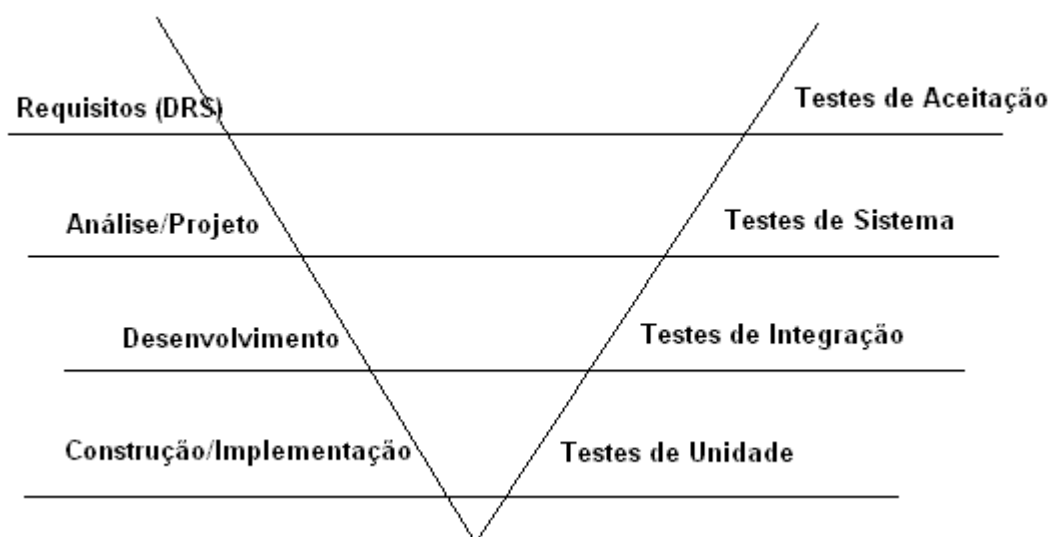 Requisitos (DRS)
Testes de Aceitação
Análise/Projeto
Testes de Sistema
Desenvolvimento
Testes de Integração
Construção/Implementação
Testes de Unidade